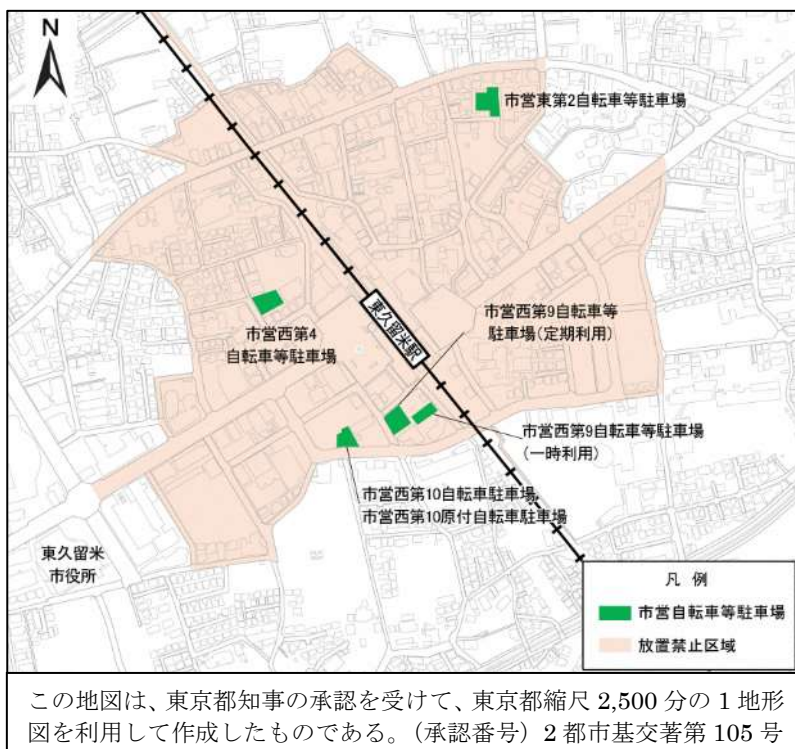 N
市営東第2自転車等駐車場
市営西第9自転車等
駐車場(定期利用)
東久留米駅
市営西第4
自転車等駐車場
市営西第9自転車等駐車場
(一時利用)
市営西第10自転車駐車場、
市営西第10原付自転車駐車場
東久留米
市役所
凡 例
市営自転車等駐車場
放置禁止区域
この地図は、東京都知事の承認を受けて、東京都縮尺 2,500 分の 1 地形
図を利用して作成したものである。(承認番号) 2 都市基交著第 105 号